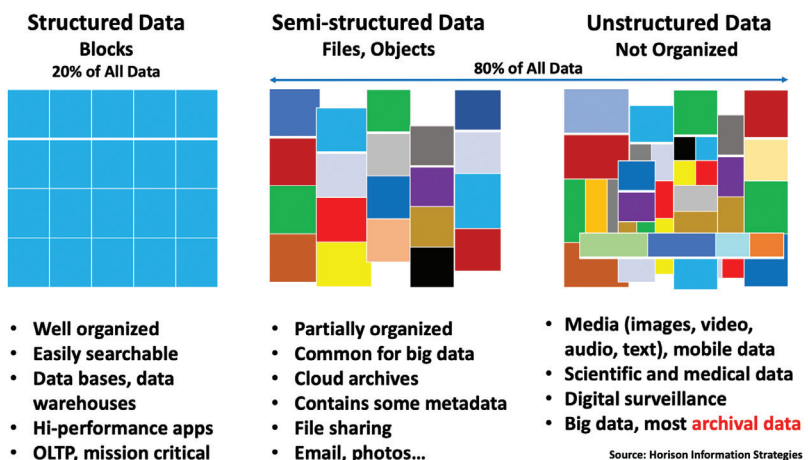 Structured Data
Blocks
20% of All Data
Semi-structured Data
Files, Objects
Unstructured Data
Not Organized
80% of All Data
• Well organized
• Easily searchable
• Data bases, data
warehouses
• Hi-performance apps
• OLTP, mission critical
• Partially organized
• Common for big data
• Cloud archives
• Contains some metadata
• File sharing
• Email, photos...
• Media (images, video,
audio, text), mobile data
• Scientific and medical data
• Digital surveillance
• Big data, most archival data
Source: Horison Information Strategies